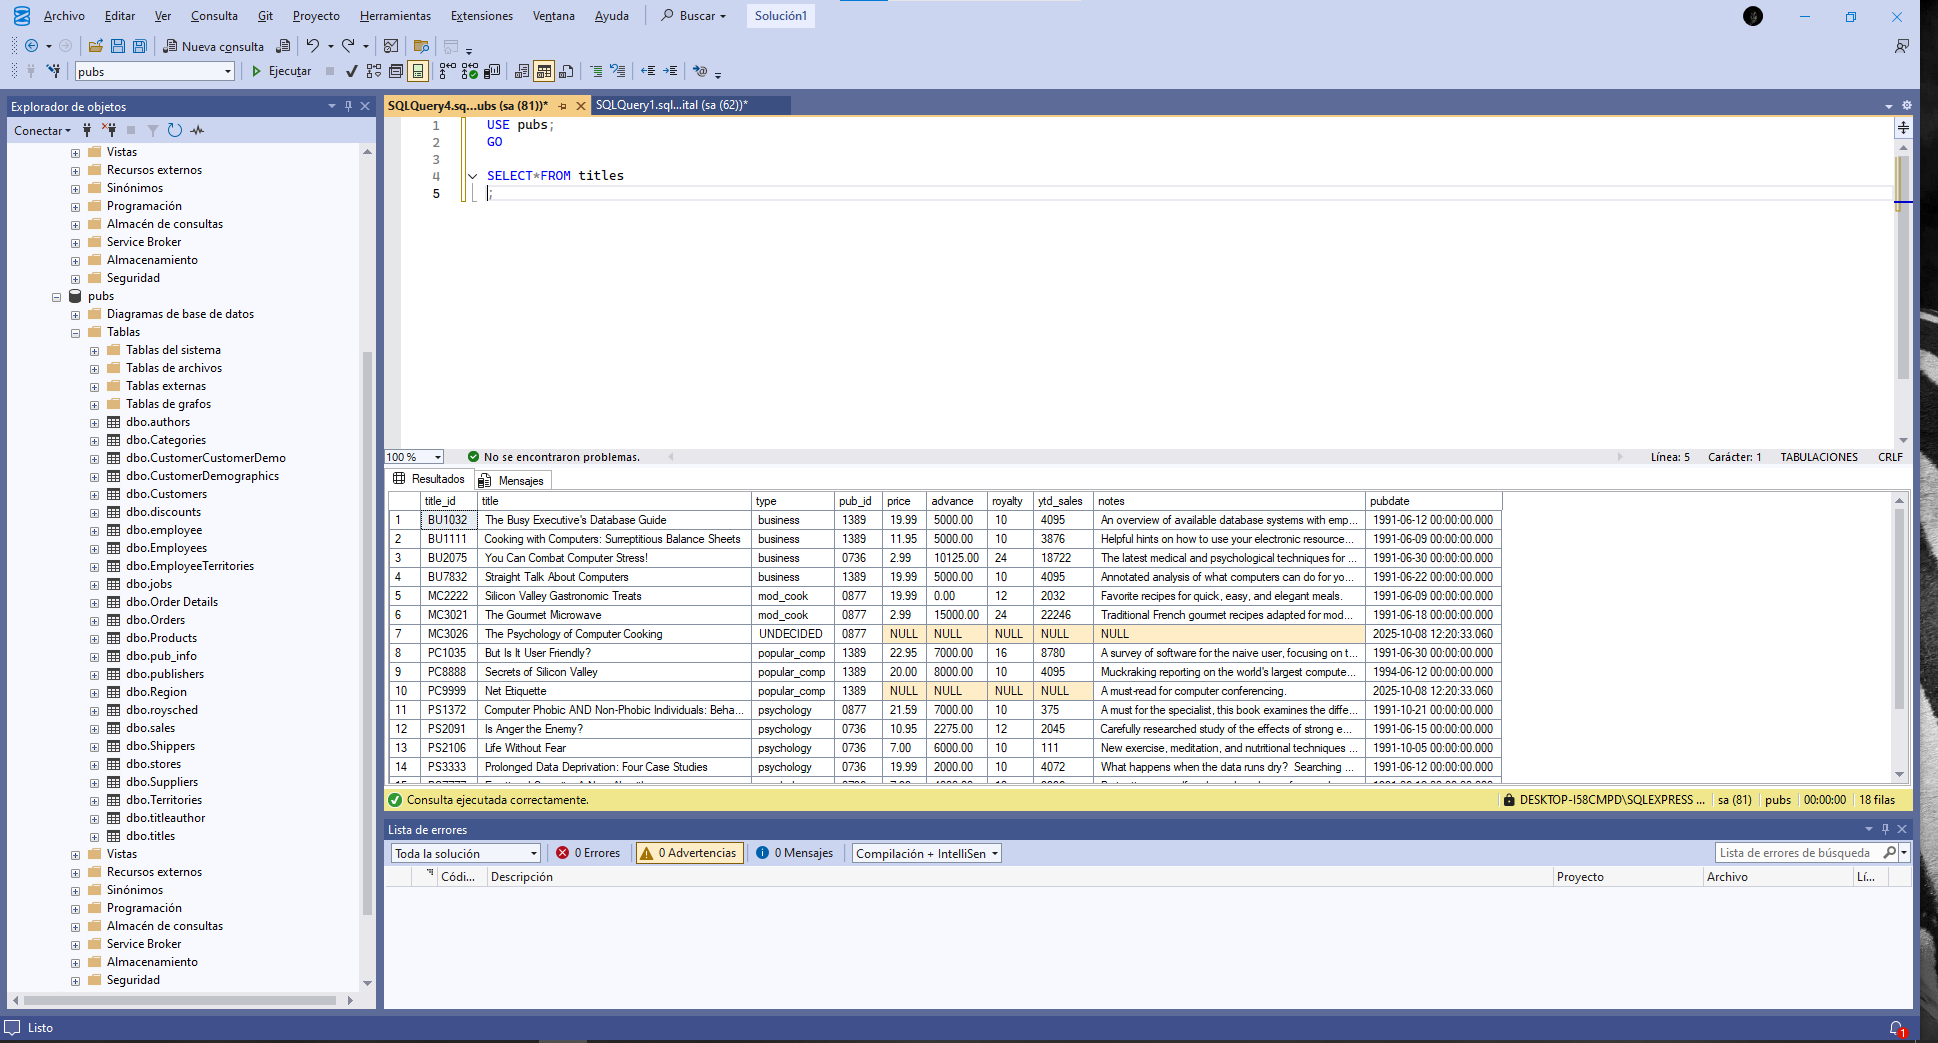 Archivo Editar Ver Consulta Git Proyecto Herramientas Extensiones Ventana Ayuda Buscar Solución1
Nueva consulta
pubs Ejecutar
Explorador de objetos
Conectar
Vistas
Recursos externos
Sinónimos
Programación
Almacén de consultas
Service Broker
Almacenamiento
Seguridad
pubs
Diagramas de base de datos
Tablas
Tablas del sistema
Tablas de archivos
Tablas externas
Tablas de grafos
dbo.authors
dbo.Categories
dbo.CustomerCustomerDemo
dbo.CustomerDemographics
dbo.Customers
dbo.discounts
dbo.employee
dbo.Employees
dbo.EmployeeTerritories
dbo.jobs
dbo.Order Details
dbo.Orders
dbo.Products
dbo.pub_info
dbo.publishers
dbo.Region
dbo.roysched
dbo.sales
dbo.Shippers
dbo.stores
dbo.Suppliers
dbo.Territories
dbo.titleauthor
dbo.titles
Vistas
Recursos externos
Sinónimos
Programación
Almacén de consultas
Service Broker
Almacenamiento
Seguridad
SQLQuery4.sq...ubs (sa (81))* SQLQuery1.sql...ital (sa (62))*
1 USE pubs;
2 GO
3
4 SELECT*FROM titles
5 ;
100 % No se encontraron problemas. Línea: 5 Carácter: 1 TABULACIONES CRLF
Resultados Mensajes
title_id title type pub_id price advance royalty ytd_sales notes pubdate
1 BU1032 The Busy Executive's Database Guide business 1389 19.99 5000.00 10 4095 An overview of available database systems with emp... 1991-06-12 00:00:00.000
2 BU1111 Cooking with Computers: Surreptitious Balance Sheets business 1389 11.95 5000.00 10 3876 Helpful hints on how to use your electronic resource... 1991-06-09 00:00:00.000
3 BU2075 You Can Combat Computer Stress! business 0736 2.99 10125.00 24 18722 The latest medical and psychological techniques for ... 1991-06-30 00:00:00.000
4 BU7832 Straight Talk About Computers business 1389 19.99 5000.00 10 4095 Annotated analysis of what computers can do for yo... 1991-06-22 00:00:00.000
5 MC2222 Silicon Valley Gastronomic Treats mod_cook 0877 19.99 0.00 12 2032 Favorite recipes for quick, easy, and elegant meals. 1991-06-09 00:00:00.000
6 MC3021 The Gourmet Microwave mod_cook 0877 2.99 15000.00 24 22246 Traditional French gourmet recipes adapted for mod... 1991-06-18 00:00:00.000
7 MC3026 The Psychology of Computer Cooking UNDECIDED 0877 NULL NULL NULL NULL NULL 2025-10-08 12:20:33.060
8 PC1035 But Is It User Friendly? popular_comp 1389 22.95 7000.00 16 8780 A survey of software for the naive user, focusing on t... 1991-06-30 00:00:00.000
9 PC8888 Secrets of Silicon Valley popular_comp 1389 20.00 8000.00 10 4095 Muckraking reporting on the world's largest compute... 1994-06-12 00:00:00.000
10 PC9999 Net Etiquette popular_comp 1389 NULL NULL NULL NULL A must-read for computer conferencing. 2025-10-08 12:20:33.060
11 PS1372 Computer Phobic AND Non-Phobic Individuals: Beha... psychology 0877 21.59 7000.00 10 375 A must for the specialist, this book examines the diffe... 1991-10-21 00:00:00.000
12 PS2091 Is Anger the Enemy? psychology 0736 10.95 2275.00 12 2045 Carefully researched study of the effects of strong e... 1991-06-15 00:00:00.000
13 PS2106 Life Without Fear psychology 0736 7.00 6000.00 10 111 New exercise, meditation, and nutritional techniques ... 1991-10-05 00:00:00.000
14 PS3333 Prolonged Data Deprivation: Four Case Studies psychology 0736 19.99 2000.00 10 4072 What happens when the data runs dry? Searching ... 1991-06-12 00:00:00.000
Consulta ejecutada correctamente. DESKTOP-I58CMPD\SQLEXPRESS ... sa (81) pubs 00:00:00 18 filas
Lista de errores
Toda la solución 0 Errores 0 Advertencias 0 Mensajes Compilación + IntelliSen Lista de errores de búsqueda
Códi... Descripción Proyecto Archivo Lí...
Listo 1